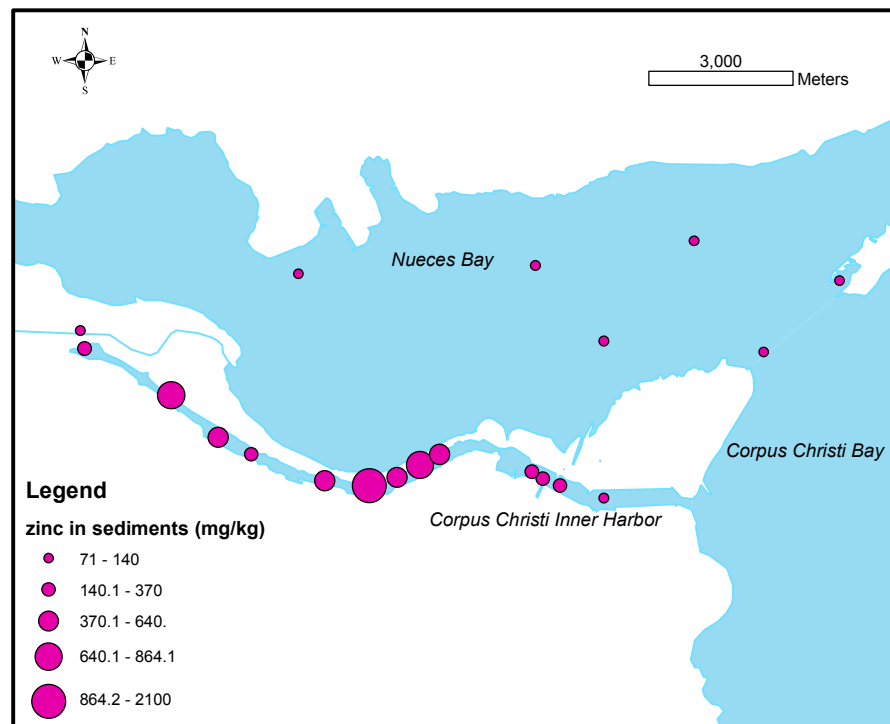 N
W E
S
3,000
Meters
Nueces Bay
Corpus Christi Bay
Corpus Christi Inner Harbor
Legend
zinc in sediments (mg/kg)
71 - 140
140.1 - 370
370.1 - 640.
640.1 - 864.1
864.2 - 2100